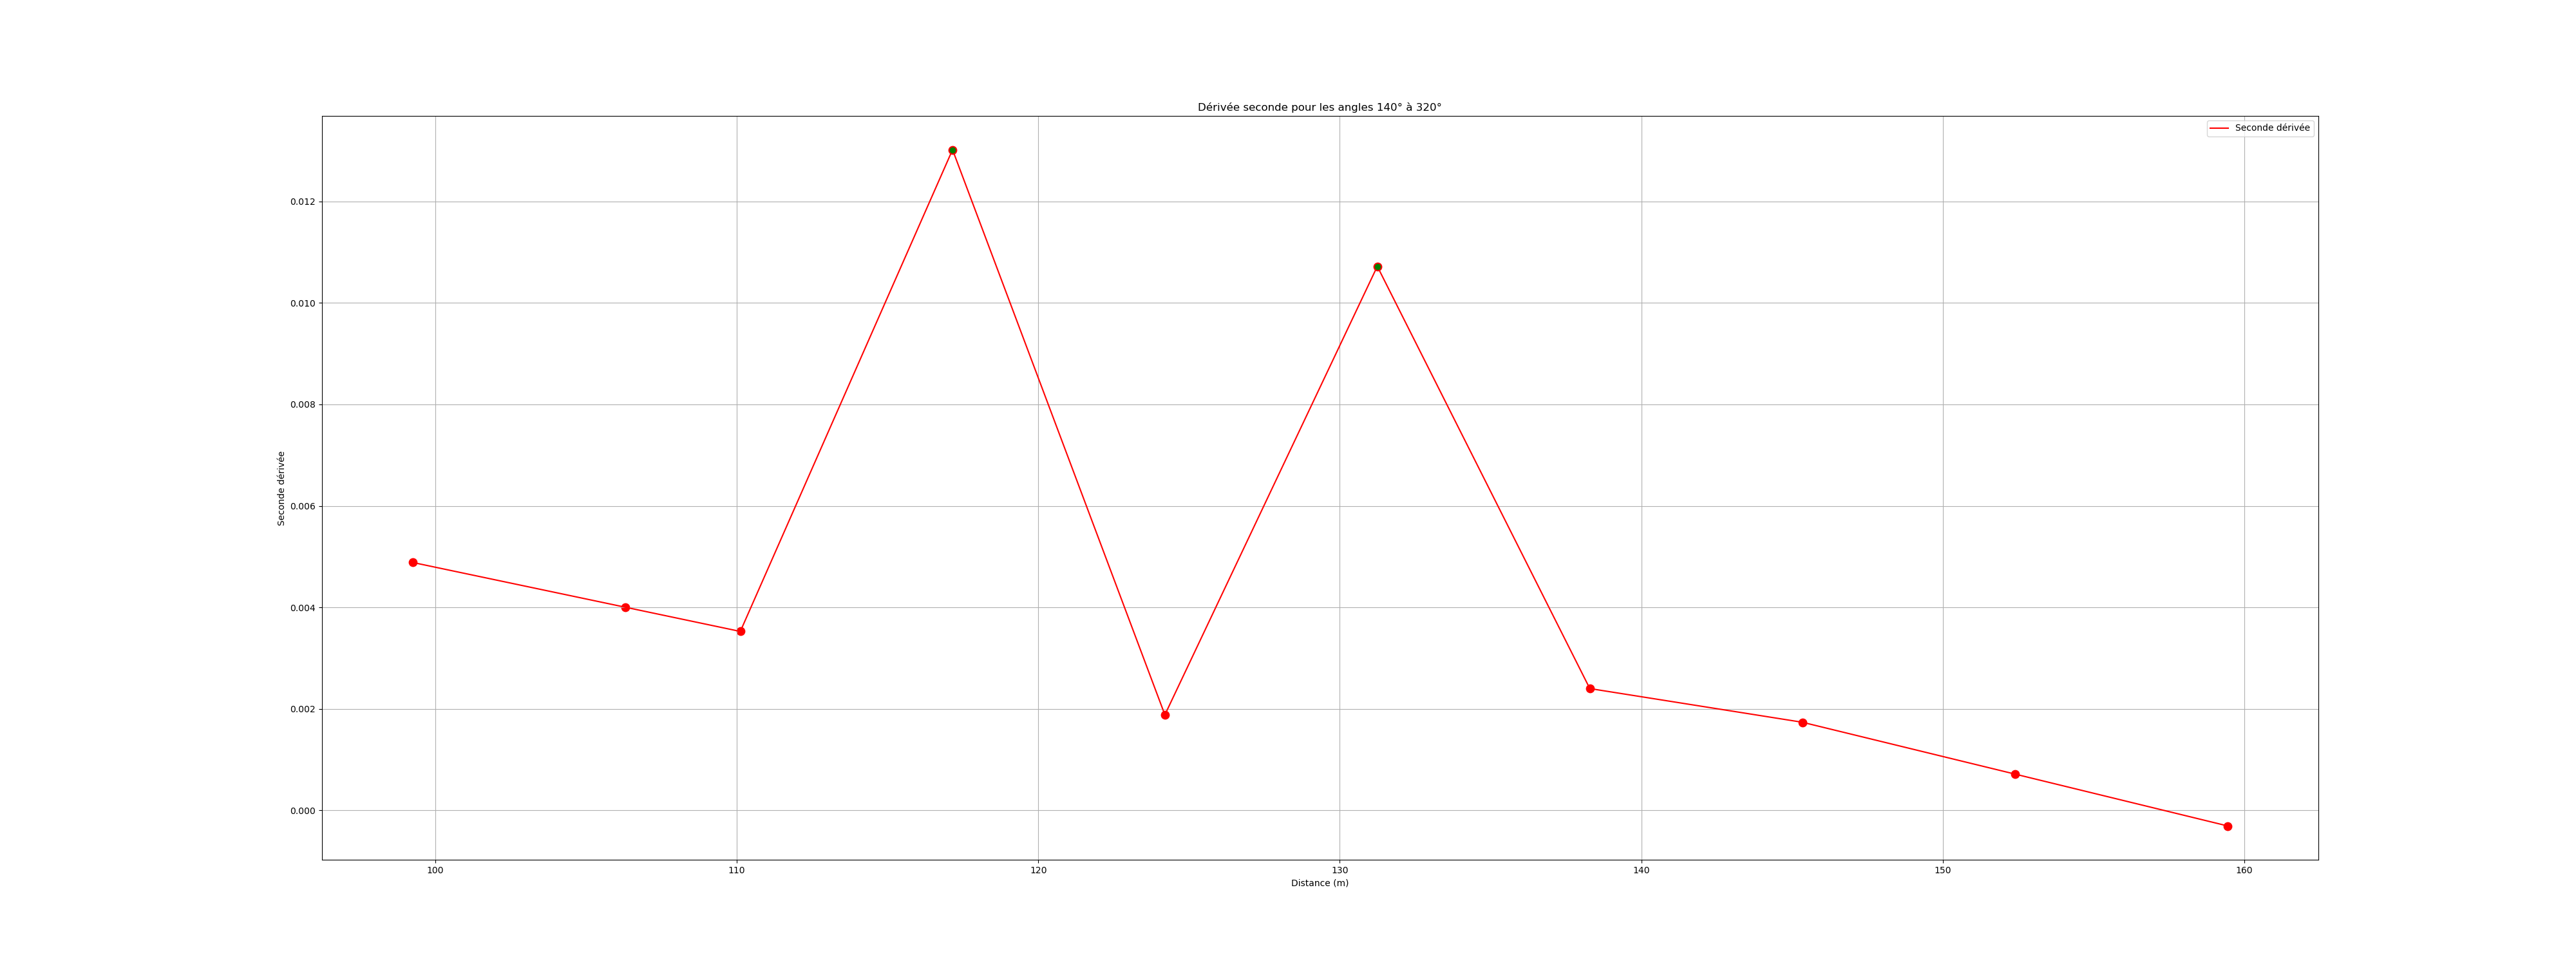 Dérivée seconde pour les angles 140° à 320°
Seconde dérivée
0.012
0.010
0.008
0.006
0.004
0.002
0.000
Seconde dérivée
100 110 120 130 140 150 160
Distance (m)